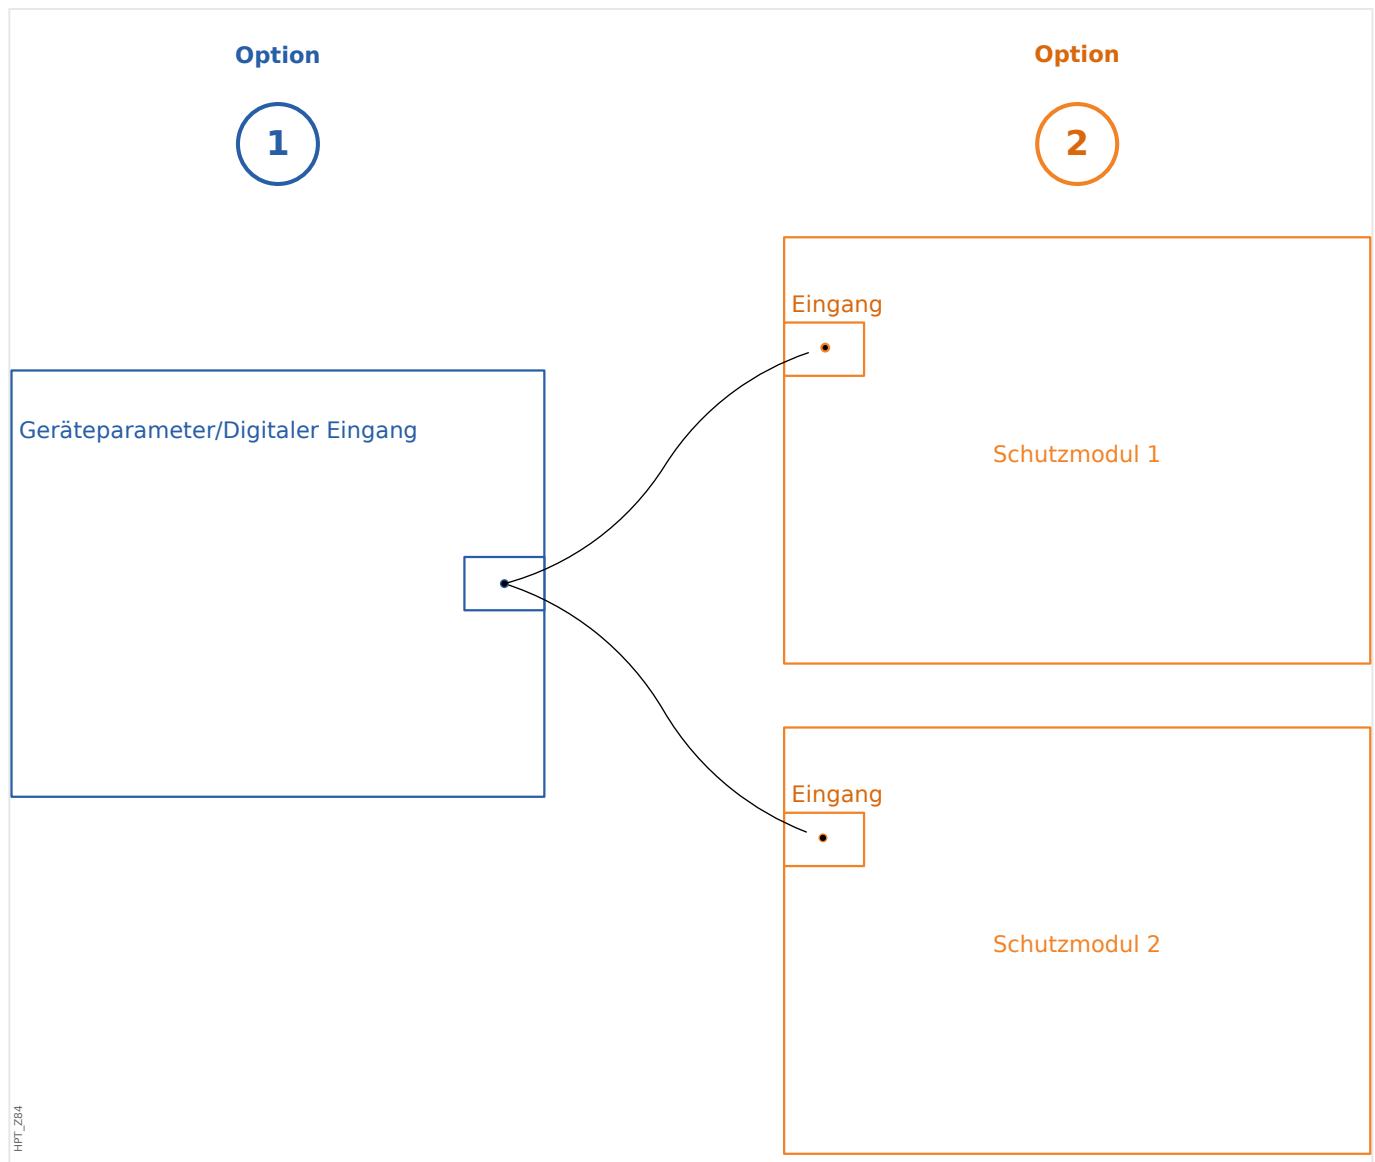 Option
1
Option
2
Geräteparameter/Digitaler Eingang
Eingang
Schutzmodul 1
Eingang
Schutzmodul 2
HPT_Z84